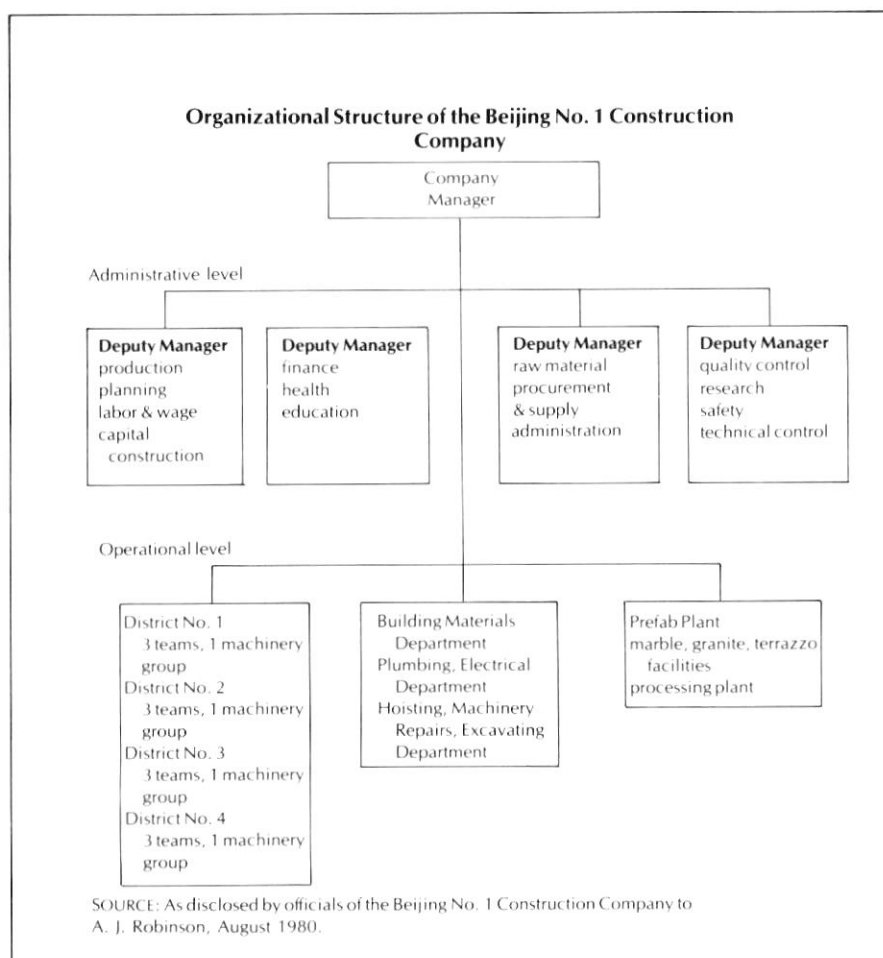 Organizational Structure of the Beijing No. 1 Construction
Company
Company
Manager
Administrative level
Deputy Manager
production
planning
labor & wage
capital
construction
Deputy Manager
finance
health
education
Deputy Manager
raw material
procurement
& supply
administration
Deputy Manager
quality control
research
safety
technical control
Operational level
District No. 1
3 teams, 1 machinery
group
District No. 2
3 teams, 1 machinery
group
District No. 3
3 teams, 1 machinery
group
District No. 4
3 teams, 1 machinery
group
Building Materials
Department
Plumbing, Electrical
Department
Hoisting, Machinery
Repairs, Excavating
Department
Prefab Plant
marble, granite, terrazzo
facilities
processing plant
SOURCE: As disclosed by officials of the Beijing No. 1 Construction Company to
A. J. Robinson, August 1980.